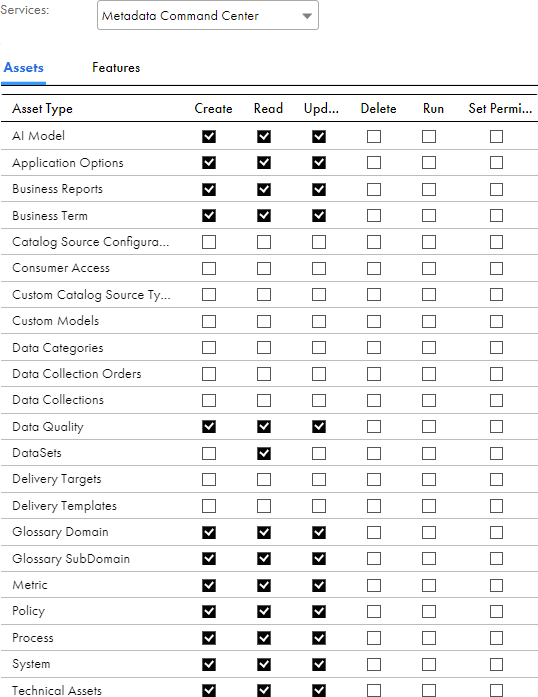 Services:
Metadata Command Center
Assets Features
Asset Type Create Read Upd... Delete Run Set Permi...
AI Model
Application Options
Business Reports
Business Term
Catalog Source Configura...
Consumer Access
Custom Catalog Source Ty...
Custom Models
Data Categories
Data Collection Orders
Data Collections
Data Quality
DataSets
Delivery Targets
Delivery Templates
Glossary Domain
Glossary SubDomain
Metric
Policy
Process
System
Technical Assets